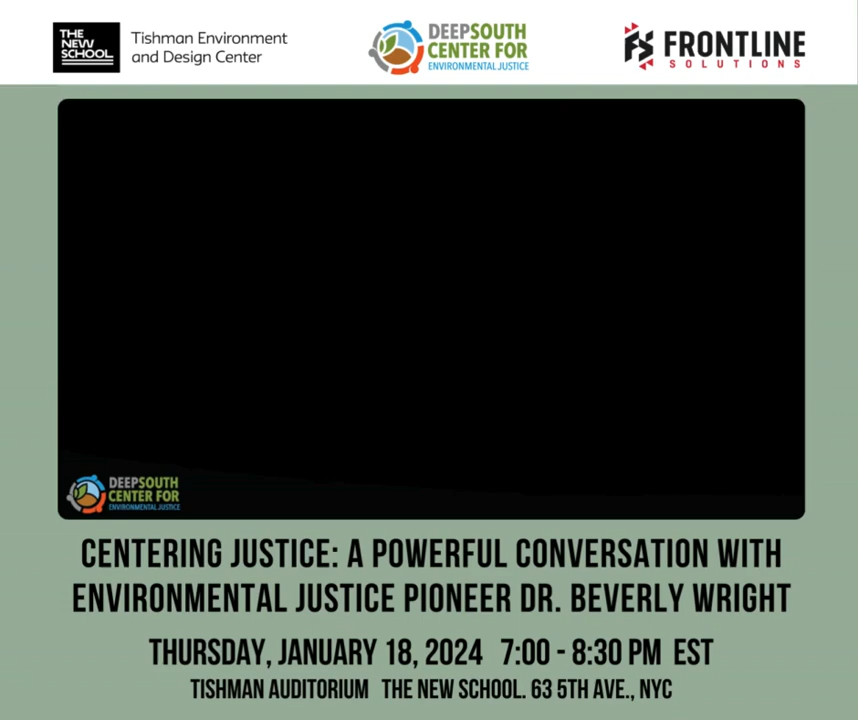 THE NEW SCHOOL
Tishman Environment
and Design Center
DEEPSOUTH
CENTER FOR
ENVIRONMENTAL JUSTICE
FRONTLINE
SOLUTIONS
DEEPSOUTH
CENTER FOR
ENVIRONMENTAL JUSTICE
CENTERING JUSTICE: A POWERFUL CONVERSATION WITH
ENVIRONMENTAL JUSTICE PIONEER DR. BEVERLY WRIGHT
THURSDAY, JANUARY 18, 2024 7:00 - 8:30 PM EST
TISHMAN AUDITORIUM THE NEW SCHOOL. 63 5TH AVE., NYC